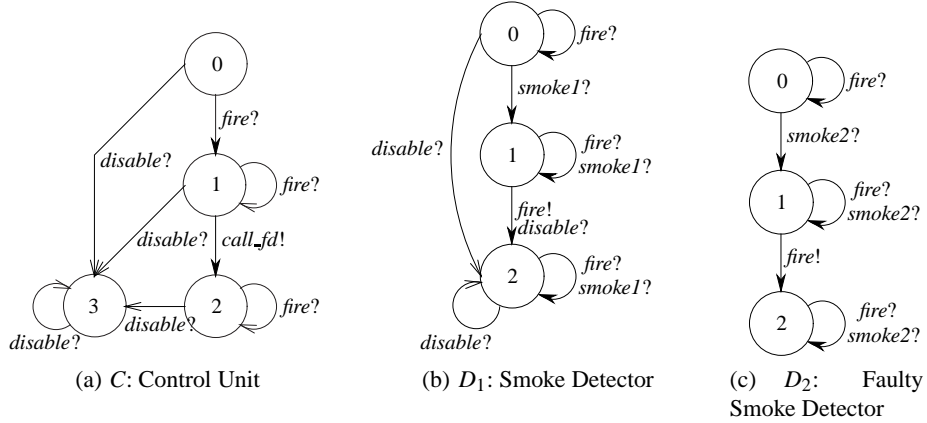 0
fire?
disable?
1
fire?
disable?
call_fd!
3
2
fire?
disable?
disable?
(a) C: Control Unit
0
fire?
smoke1?
disable?
1
fire?
smoke1?
fire!
disable?
2
fire?
smoke1?
disable?
(b) D1: Smoke Detector
0
fire?
smoke2?
1
fire?
smoke2?
fire!
2
fire?
smoke2?
(c) D2: Faulty
Smoke Detector